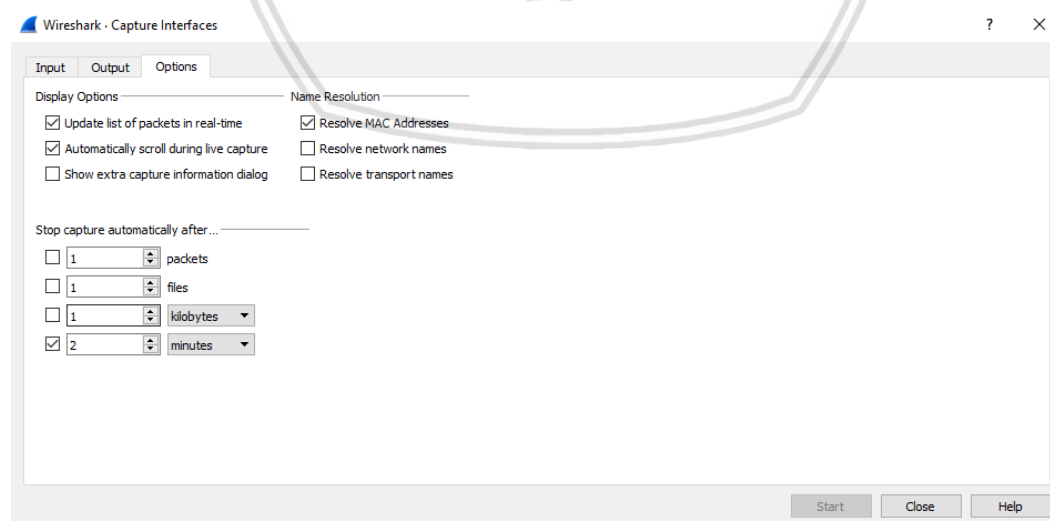 Wireshark · Capture Interfaces ?
Input Output Options
Display Options Name Resolution
Update list of packets in real-time Resolve MAC Addresses
Automatically scroll during live capture Resolve network names
Show extra capture information dialog Resolve transport names
Stop capture automatically after...
1 packets
1 files
1 kilobytes
2 minutes
Start Close Help